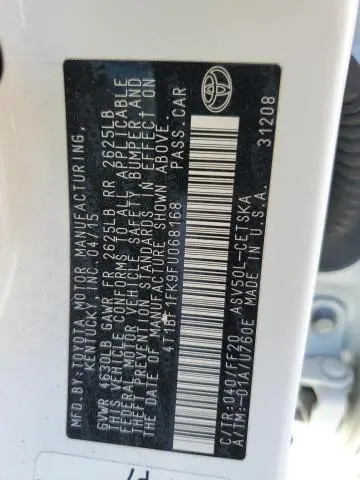 MFD.BY:TOYOTA MOTOR MANUFACTURING,
KENTUCKY, INC. 04/15
GVWR 4630LB GAWR FR 2625LB RR 2625LB
THIS VEHICLE CONFORMS TO ALL APPLICABLE
FEDERAL MOTOR VEHICLE SAFETY, BUMPER, AND
THEFT PREVENTION STANDARDS IN EFFECT ON
THE DATE OF MANUFACTURE SHOWN ABOVE.
4T1BF1FK9FU068168 PASS.CAR
C/TR:040/FF20 ASV50L-CETSKA
A/TM:-01A/U760E MADE IN U.S.A.
31208